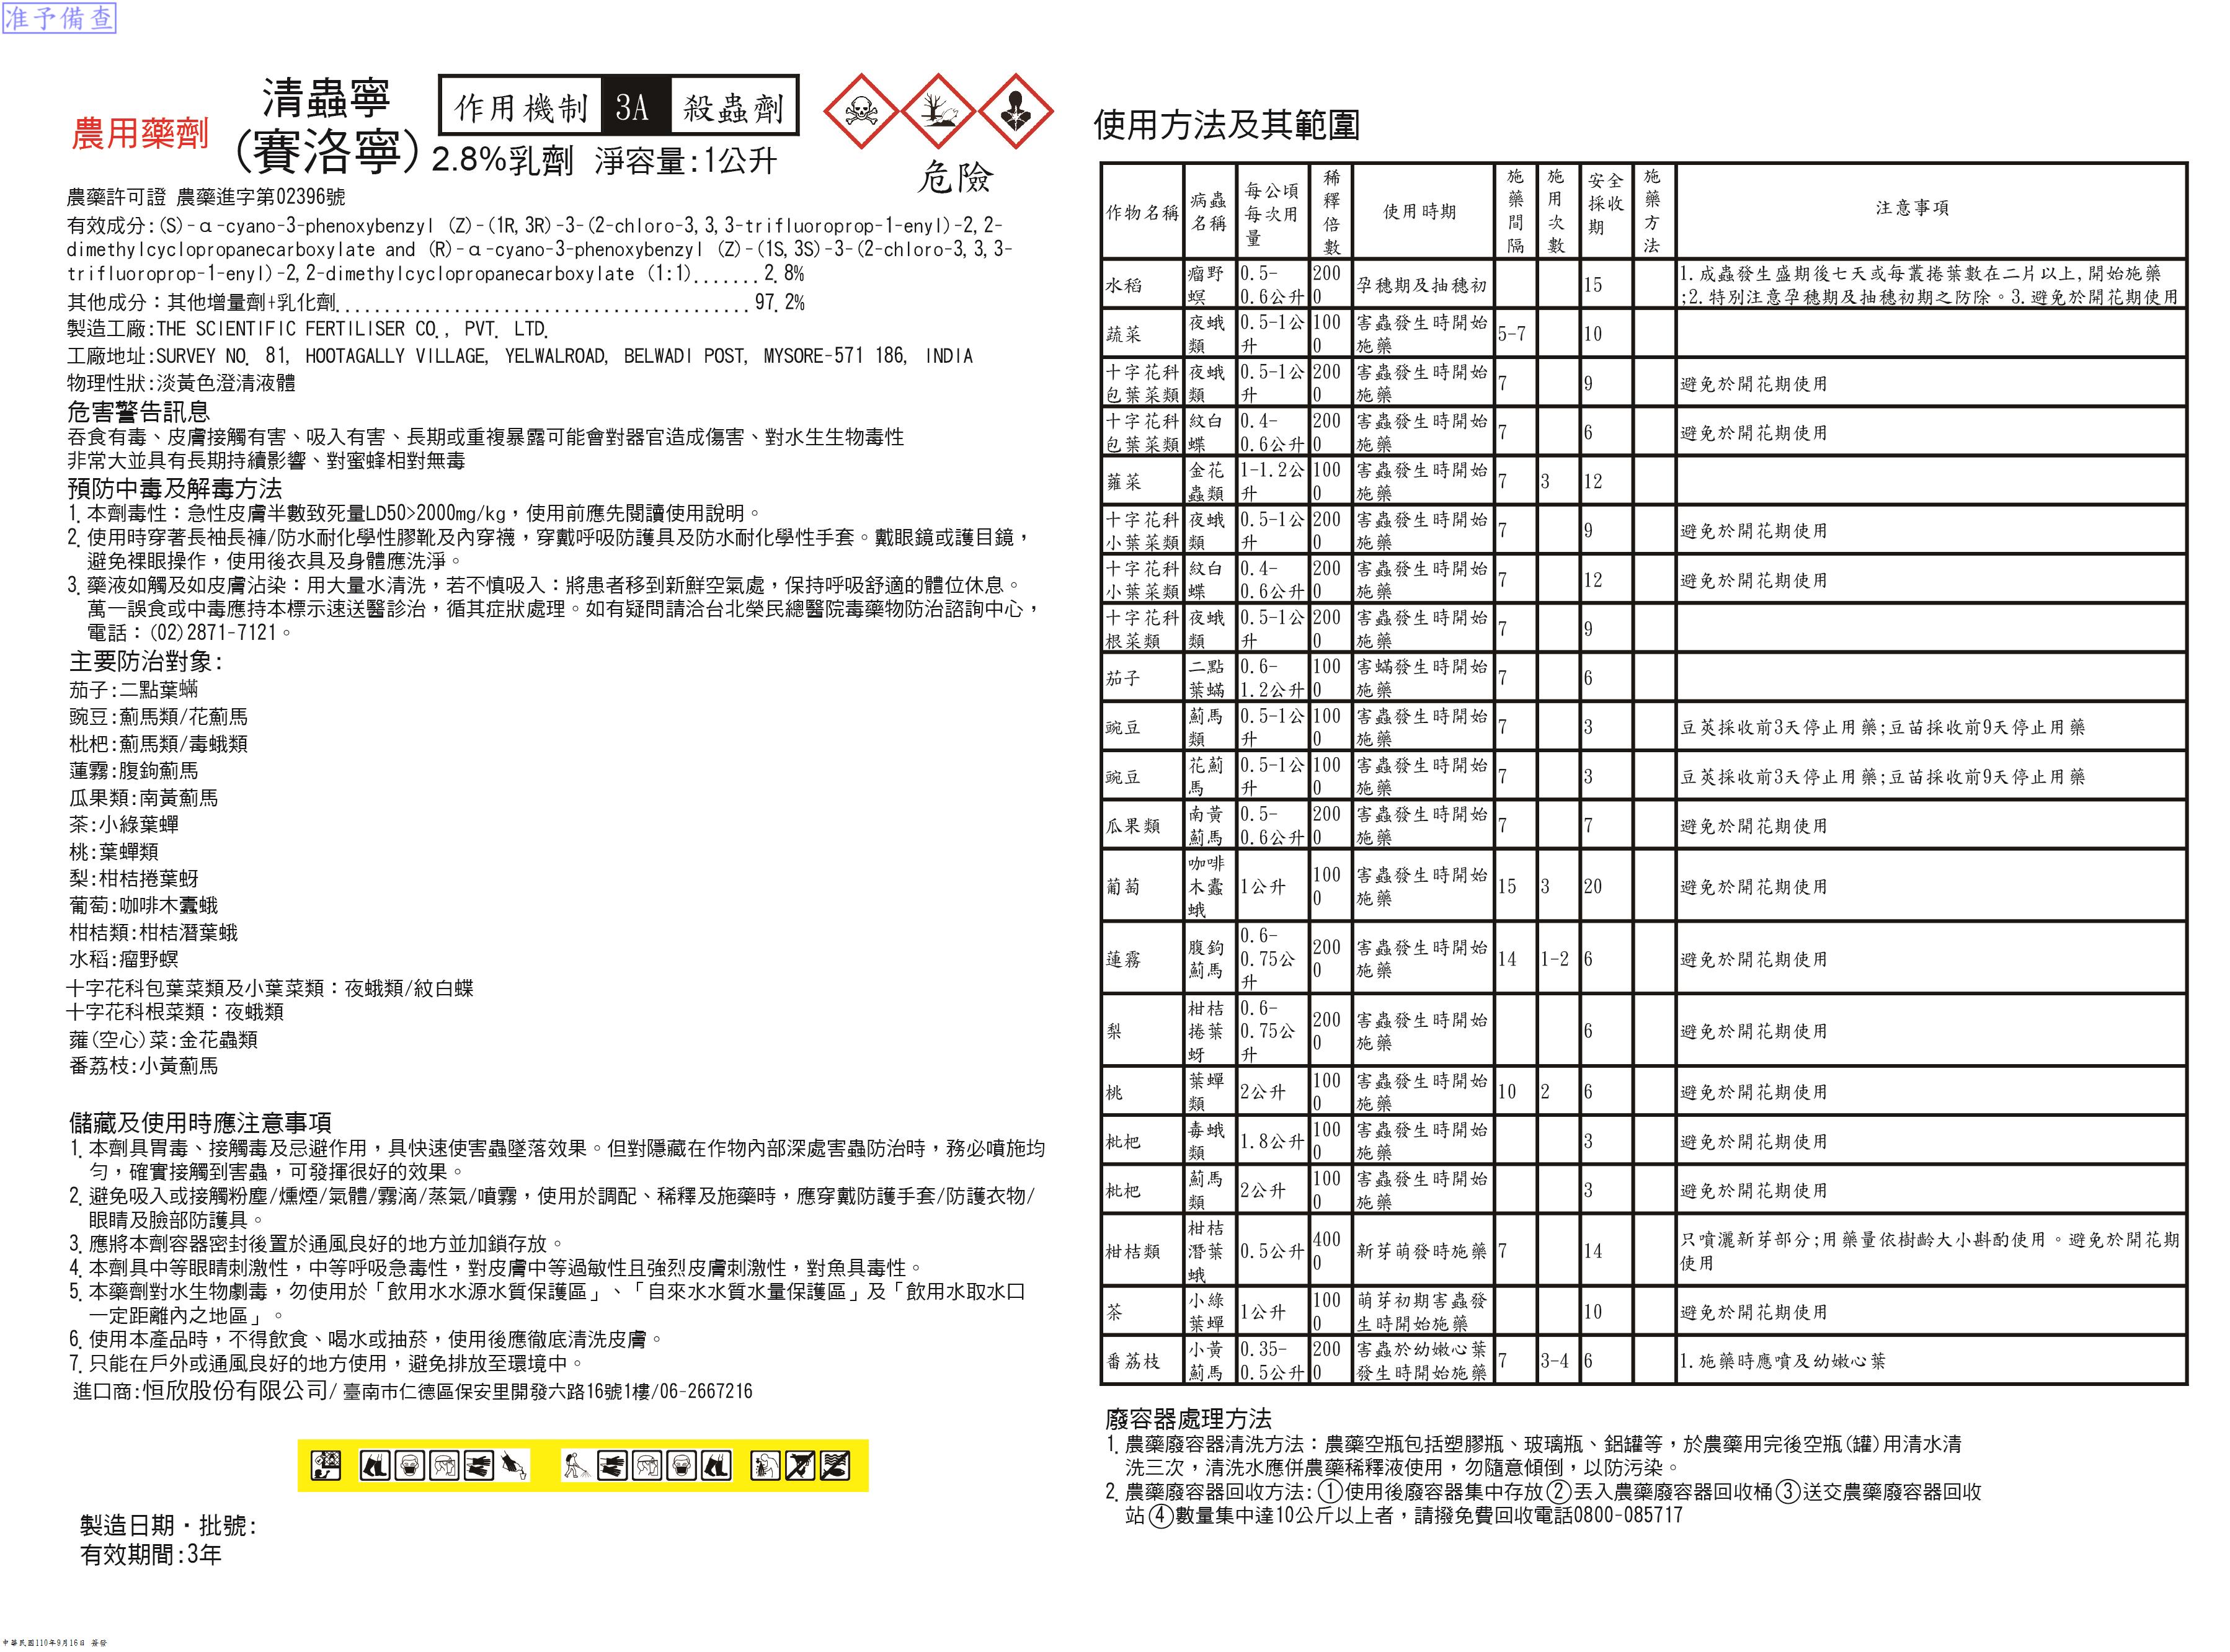 准予備查
農用藥劑
清蟲寧
(賽洛寧)
作用機制 3A 殺蟲劑
2.8%乳劑 淨容量:1公升
危險
農藥許可證 農藥進字第02396號
有效成分:(S)-α-cyano-3-phenoxybenzyl (Z)-(1R,3R)-3-(2-chloro-3,3,3-trifluoroprop-1-enyl)-2,2-
dimethylcyclopropanecarboxylate and (R)-α-cyano-3-phenoxybenzyl (Z)-(1S,3S)-3-(2-chloro-3,3,3-
trifluoroprop-1-enyl)-2,2-dimethylcyclopropanecarboxylate (1:1).......2.8%
其他成分：其他增量劑+乳化劑..........................................97.2%
製造工廠:THE SCIENTIFIC FERTILISER CO., PVT. LTD.
工廠地址:SURVEY NO. 81, HOOTAGALLY VILLAGE, YELWALROAD, BELWADI POST, MYSORE-571 186, INDIA
物理性狀:淡黃色澄清液體
危害警告訊息
吞食有毒、皮膚接觸有害、吸入有害、長期或重複暴露可能會對器官造成傷害、對水生生物毒性
非常大並具有長期持續影響、對蜜蜂相對無毒
預防中毒及解毒方法
1. 本劑毒性：急性皮膚半數致死量LD50>2000mg/kg，使用前應先閱讀使用說明。
2. 使用時穿著長袖長褲/防水耐化學性膠靴及內穿襪，穿戴呼吸防護具及防水耐化學性手套。戴眼鏡或護目鏡，
避免裸眼操作，使用後衣具及身體應洗淨。
3. 藥液如觸及如皮膚沾染：用大量水清洗，若不慎吸入：將患者移到新鮮空氣處，保持呼吸舒適的體位休息。
萬一誤食或中毒應持本標示速送醫診治，循其症狀處理。如有疑問請洽台北榮民總醫院毒藥物防治諮詢中心，
電話：(02)2871-7121。
主要防治對象:
茄子:二點葉蟎
豌豆:薊馬類/花薊馬
枇杷:薊馬類/毒蛾類
蓮霧:腹鉤薊馬
瓜果類:南黃薊馬
茶:小綠葉蟬
桃:葉蟬類
梨:柑桔捲葉蚜
葡萄:咖啡木蠹蛾
柑桔類:柑桔潛葉蛾
水稻:瘤野螟
十字花科包葉菜類及小葉菜類：夜蛾類/紋白蝶
十字花科根菜類：夜蛾類
蕹(空心)菜:金花蟲類
番荔枝:小黃薊馬
儲藏及使用時應注意事項
1. 本劑具胃毒、接觸毒及忌避作用，具快速使害蟲墜落效果。但對隱藏在作物內部深處害蟲防治時，務必噴施均
勻，確實接觸到害蟲，可發揮很好的效果。
2. 避免吸入或接觸粉塵/燻煙/氣體/霧滴/蒸氣/噴霧，使用於調配、稀釋及施藥時，應穿戴防護手套/防護衣物/
眼睛及臉部防護具。
3. 應將本劑容器密封後置於通風良好的地方並加鎖存放。
4. 本劑具中等眼睛刺激性，中等呼吸急毒性，對皮膚中等過敏性且強烈皮膚刺激性，對魚具毒性。
5. 本藥劑對水生物劇毒，勿使用於「飲用水水源水質保護區」、「自來水水質水量保護區」及「飲用水取水口
一定距離內之地區」。
6. 使用本產品時，不得飲食、喝水或抽菸，使用後應徹底清洗皮膚。
7. 只能在戶外或通風良好的地方使用，避免排放至環境中。
進口商:恒欣股份有限公司/ 臺南市仁德區保安里開發六路16號1樓/06-2667216
製造日期・批號:
有效期間:3年
使用方法及其範圍
作物名稱 病蟲名稱 每公頃每次用量 稀釋倍數 使用時期 施藥間隔 施用次數 安全採收期 施藥方法 注意事項
水稻 瘤野螟 0.5-0.6公升 2000 孕穗期及抽穗初 15 1.成蟲發生盛期後七天或每叢捲葉數在二片以上,開始施藥
;2.特別注意孕穗期及抽穗初期之防除。3.避免於開花期使用
蔬菜 夜蛾類 0.5-1公升 1000 害蟲發生時開始施藥 5-7 10
十字花科包葉菜類 夜蛾類 0.5-1公升 2000 害蟲發生時開始施藥 7 9 避免於開花期使用
十字花科包葉菜類 紋白蝶 0.4-0.6公升 2000 害蟲發生時開始施藥 7 6 避免於開花期使用
蕹菜 金花蟲類 1-1.2公升 1000 害蟲發生時開始施藥 7 3 12
十字花科小葉菜類 夜蛾類 0.5-1公升 2000 害蟲發生時開始施藥 7 9 避免於開花期使用
十字花科小葉菜類 紋白蝶 0.4-0.6公升 2000 害蟲發生時開始施藥 7 12 避免於開花期使用
十字花科根菜類 夜蛾類 0.5-1公升 2000 害蟲發生時開始施藥 7 9
茄子 二點葉蟎 0.6-1.2公升 1000 害蟎發生時開始施藥 7 6
豌豆 薊馬類 0.5-1公升 1000 害蟲發生時開始施藥 7 3 豆莢採收前3天停止用藥;豆苗採收前9天停止用藥
豌豆 花薊馬 0.5-1公升 1000 害蟲發生時開始施藥 7 3 豆莢採收前3天停止用藥;豆苗採收前9天停止用藥
瓜果類 南黃薊馬 0.5-0.6公升 2000 害蟲發生時開始施藥 7 7 避免於開花期使用
葡萄 咖啡木蠹蛾 1公升 1000 害蟲發生時開始施藥 15 3 20 避免於開花期使用
蓮霧 腹鉤薊馬 0.6-0.75公升 2000 害蟲發生時開始施藥 14 1-2 6 避免於開花期使用
梨 柑桔捲葉蚜 0.6-0.75公升 2000 害蟲發生時開始施藥 6 避免於開花期使用
桃 葉蟬類 2公升 1000 害蟲發生時開始施藥 10 2 6 避免於開花期使用
枇杷 毒蛾類 1.8公升 1000 害蟲發生時開始施藥 3 避免於開花期使用
枇杷 薊馬類 2公升 1000 害蟲發生時開始施藥 3 避免於開花期使用
柑桔類 柑桔潛葉蛾 0.5公升 4000 新芽萌發時施藥 7 14 只噴灑新芽部分;用藥量依樹齡大小斟酌使用。避免於開花期使用
茶 小綠葉蟬 1公升 1000 萌芽初期害蟲發生時開始施藥 10 避免於開花期使用
番荔枝 小黃薊馬 0.35-0.5公升 2000 害蟲於幼嫩心葉發生時開始施藥 7 3-4 6 1.施藥時應噴及幼嫩心葉
廢容器處理方法
1. 農藥廢容器清洗方法：農藥空瓶包括塑膠瓶、玻璃瓶、鋁罐等，於農藥用完後空瓶(罐)用清水清
洗三次，清洗水應併農藥稀釋液使用，勿隨意傾倒，以防污染。
2. 農藥廢容器回收方法:①使用後廢容器集中存放②丟入農藥廢容器回收桶③送交農藥廢容器回收
站④數量集中達10公斤以上者，請撥免費回收電話0800-085717
中華民國110年9月16日 簽發